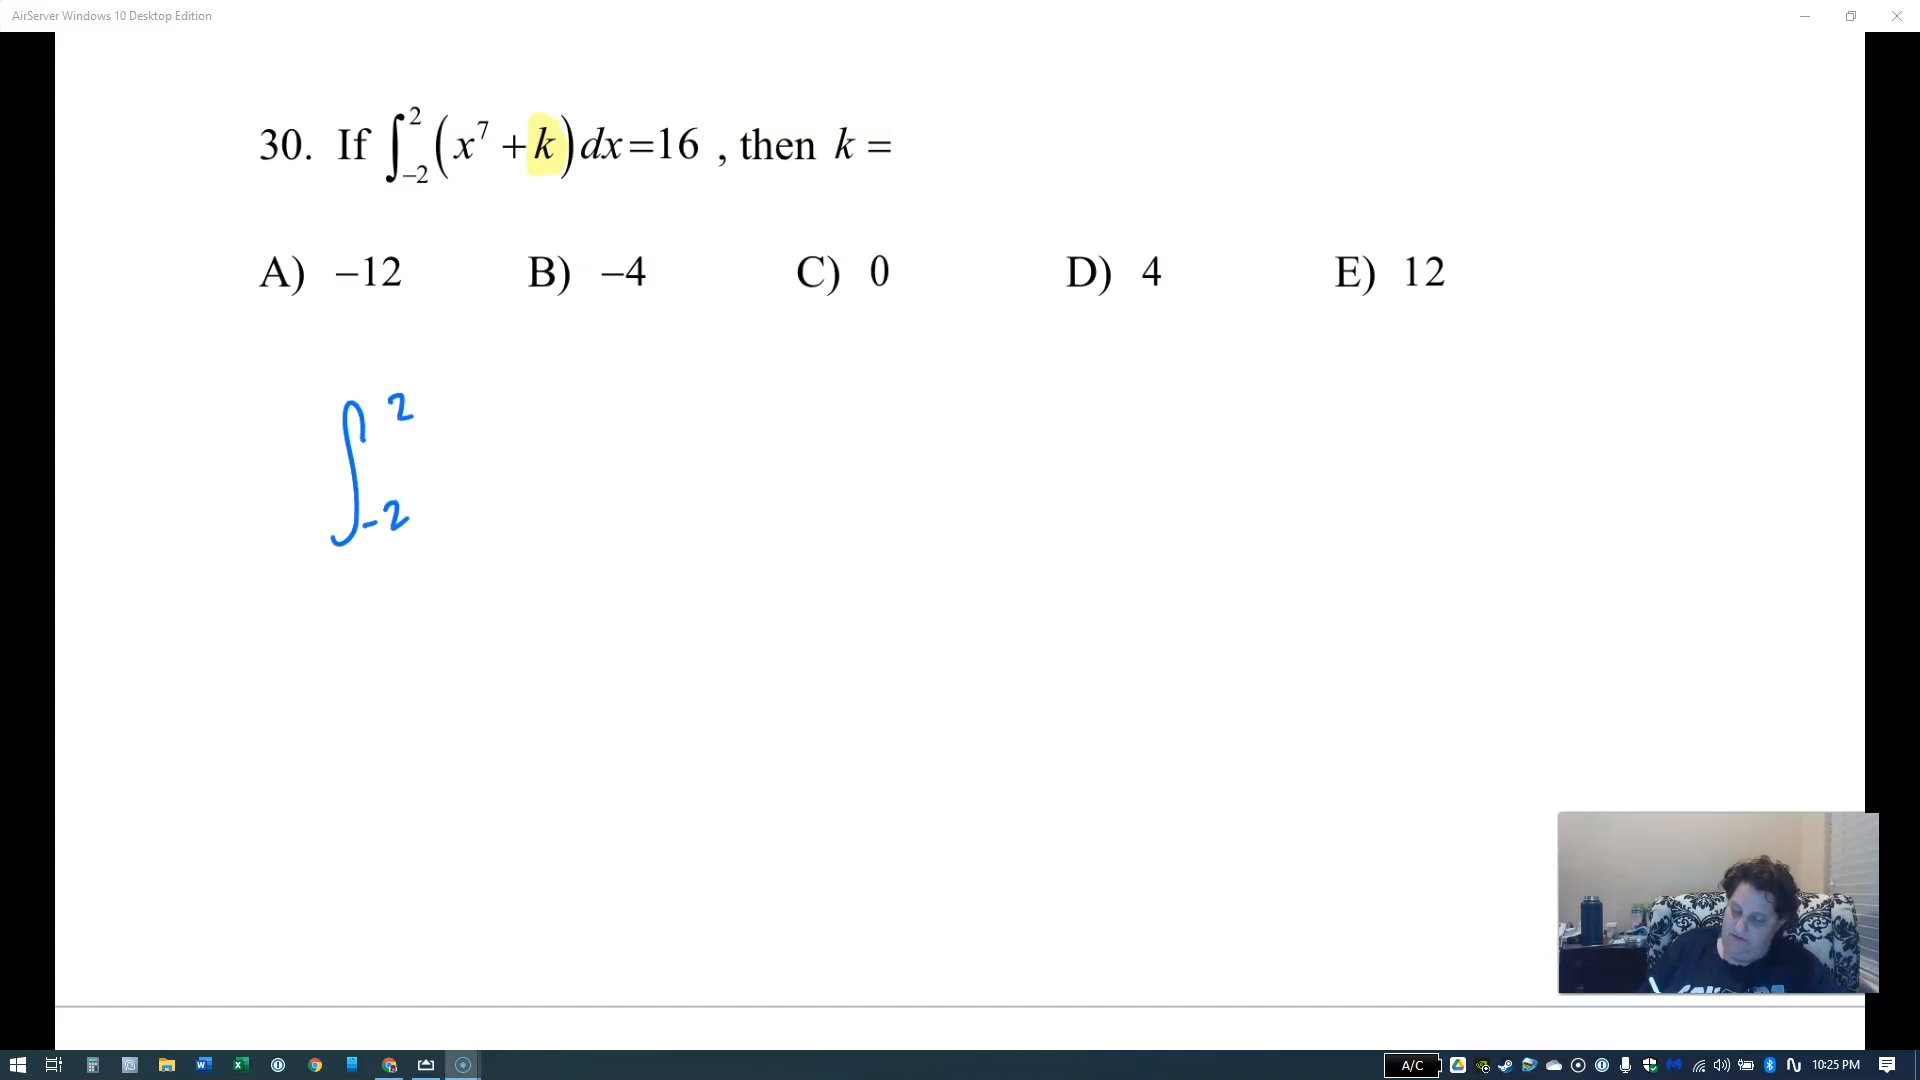 AirServer Windows 10 Desktop Edition
30. If ∫_{-2}^{2} (x^7 + k) dx = 16 , then k =
A) −12 B) −4 C) 0 D) 4 E) 12
∫_{-2}^{2}
A/C 10:25 PM